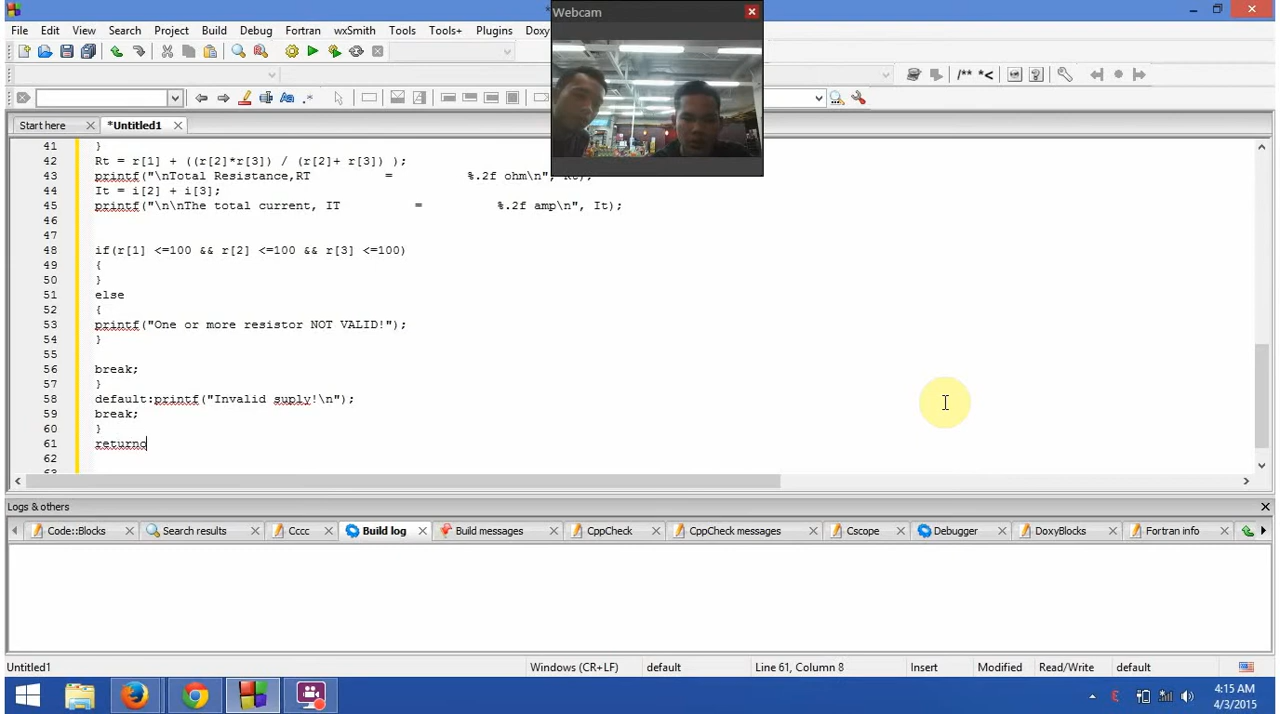 Webcam
File Edit View Search Project Build Debug Fortran wxSmith Tools Tools+ Plugins Doxy
/** *<
Start here *Untitled1
41 }
42 Rt = r[1] + ((r[2]*r[3]) / (r[2]+ r[3]) );
43 printf("\nTotal Resistance,RT = %.2f ohm\n", Rt);
44 It = i[2] + i[3];
45 printf("\n\nThe total current, IT = %.2f amp\n", It);
46
47
48 if(r[1] <=100 && r[2] <=100 && r[3] <=100)
49 {
50 }
51 else
52 {
53 printf("One or more resistor NOT VALID!");
54 }
55
56 break;
57 }
58 default:printf("Invalid suply!\n");
59 break;
60 }
61 returno
62
63
Logs & others
Code::Blocks Search results Cccc Build log Build messages CppCheck CppCheck messages Cscope Debugger DoxyBlocks Fortran info
Untitled1 Windows (CR+LF) default Line 61, Column 8 Insert Modified Read/Write default
4:15 AM
4/3/2015